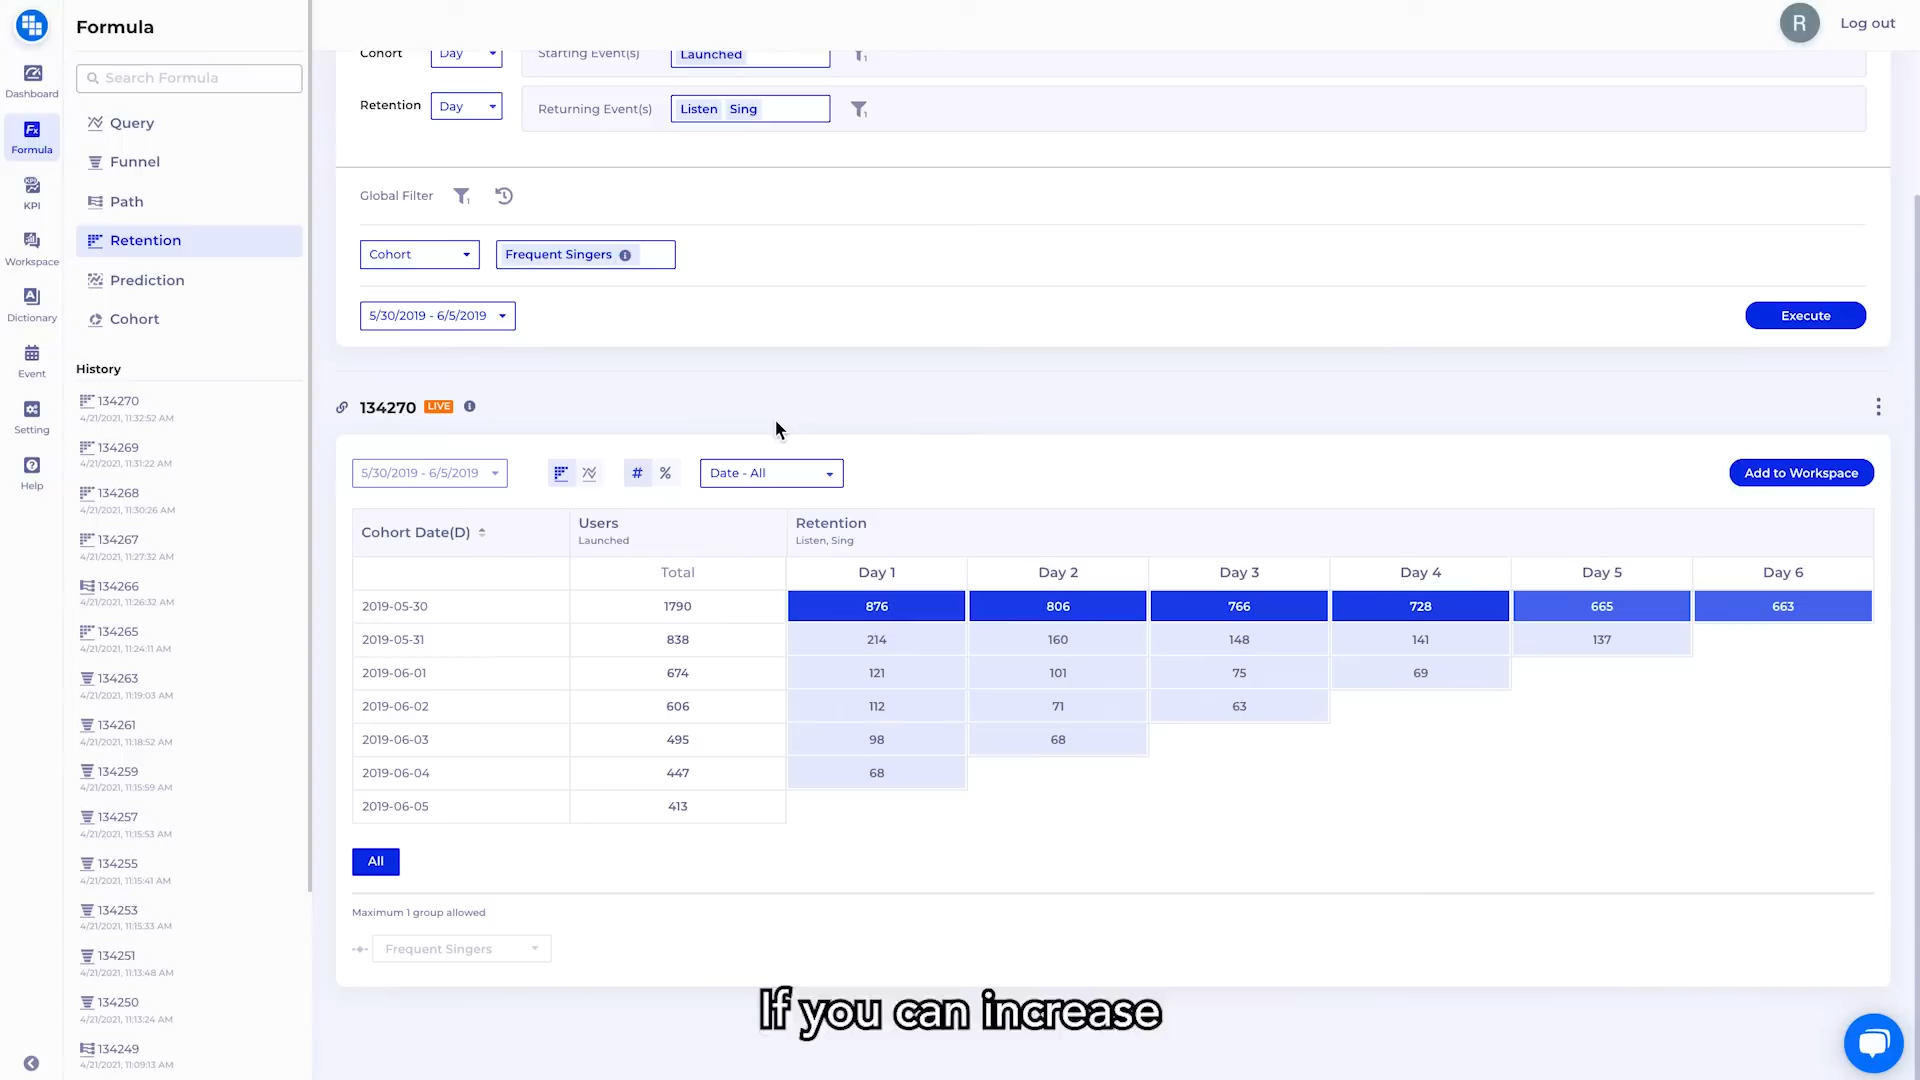 Formula
R
Log out
Search Formula
Dashboard
Formula
KPI
Workspace
Dictionary
Event
Setting
Help
Query
Funnel
Path
Retention
Prediction
Cohort
History
134270
4/21/2021, 11:32:52 AM
134269
4/21/2021, 11:31:22 AM
134268
4/21/2021, 11:30:26 AM
134267
4/21/2021, 11:27:32 AM
134266
4/21/2021, 11:26:32 AM
134265
4/21/2021, 11:24:11 AM
134263
4/21/2021, 11:19:03 AM
134261
4/21/2021, 11:18:52 AM
134259
4/21/2021, 11:15:59 AM
134257
4/21/2021, 11:15:53 AM
134255
4/21/2021, 11:15:41 AM
134253
4/21/2021, 11:15:33 AM
134251
4/21/2021, 11:13:48 AM
134250
4/21/2021, 11:13:24 AM
134249
4/21/2021, 11:09:13 AM
Cohort Day Starting Event(s) Launched 1
Retention Day Returning Event(s) Listen Sing 1
Global Filter 1
Cohort Frequent Singers
5/30/2019 - 6/5/2019 Execute
134270 LIVE
5/30/2019 - 6/5/2019 # % Date - All Add to Workspace
Cohort Date(D) Users Retention
Launched Listen, Sing
Total Day 1 Day 2 Day 3 Day 4 Day 5 Day 6
2019-05-30 1790 876 806 766 728 665 663
2019-05-31 838 214 160 148 141 137
2019-06-01 674 121 101 75 69
2019-06-02 606 112 71 63
2019-06-03 495 98 68
2019-06-04 447 68
2019-06-05 413
All
Maximum 1 group allowed
Frequent Singers
If you can increase